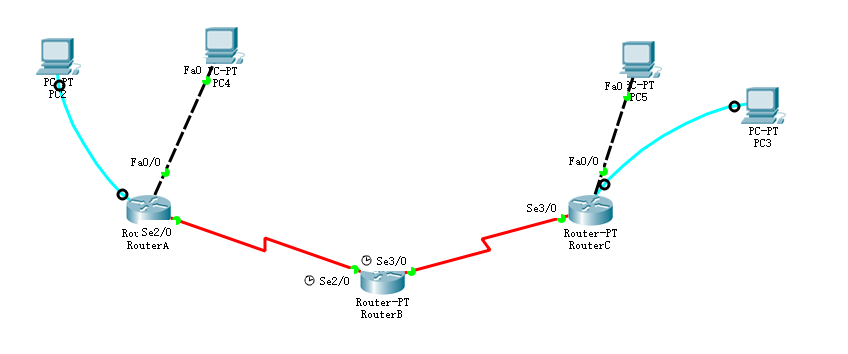 PC-PT
PC2
Fa0
PC-PT
PC4
Fa0/0
Se2/0
RouterA
Se3/0
Se2/0
Router-PT
RouterB
Fa0
PC-PT
PC5
Fa0/0
Se3/0
Router-PT
RouterC
PC-PT
PC3